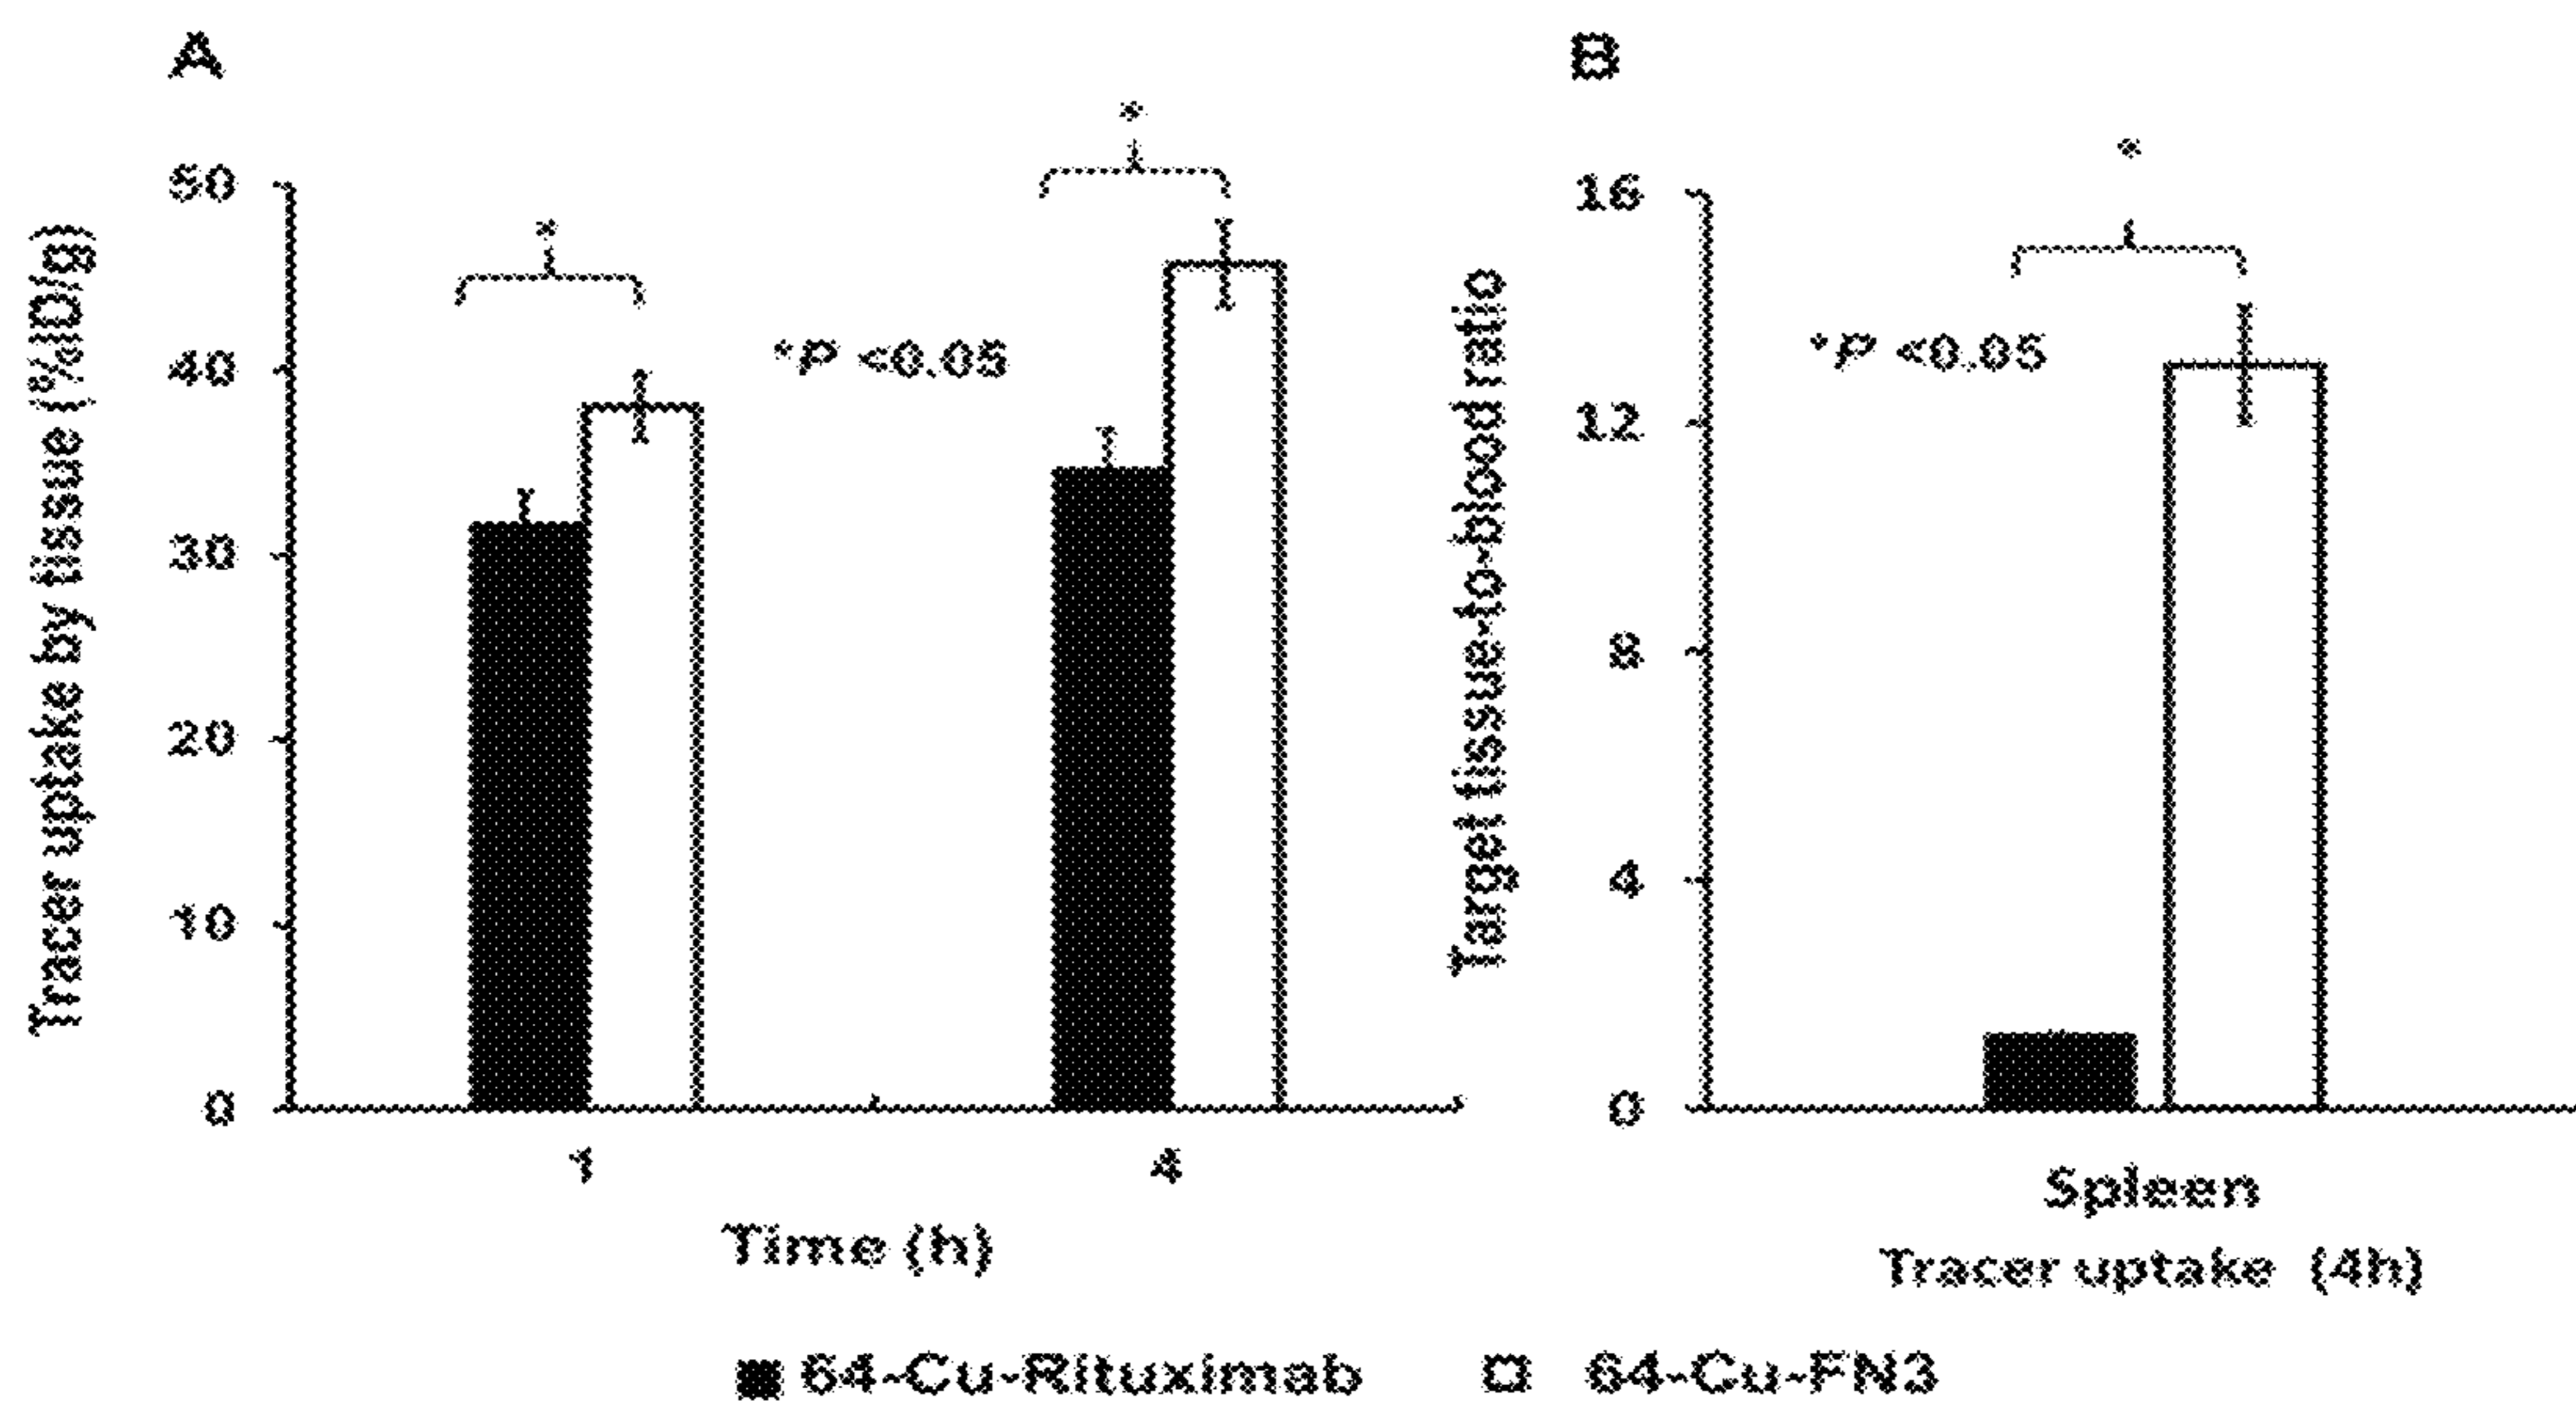 A
Tracer uptake by tissue (%ID/g)
50
40
30
20
10
0
*
*
*P <0.05
1
4
Time (h)
B
Target tissue-to-blood ratio
16
12
8
4
0
*
*P <0.05
Spleen
Tracer uptake (4h)
64-Cu-Rituximab
64-Cu-FN3